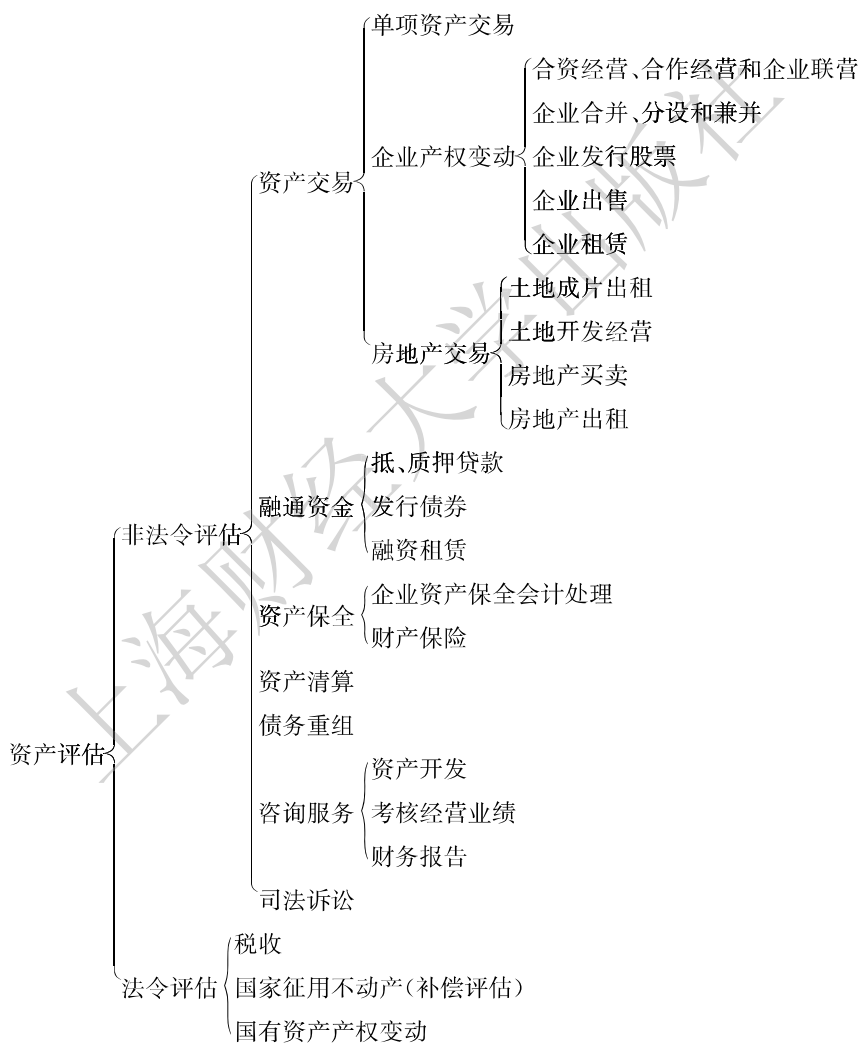 单项资产交易
合资经营、合作经营和企业联营
企业合并、分设和兼并
企业产权变动
企业发行股票
资产交易
企业出售
企业租赁
土地成片出租
土地开发经营
房地产交易
房地产买卖
房地产出租
抵、质押贷款
融通资金
发行债券
非法令评估
融资租赁
企业资产保全会计处理
资产保全
财产保险
资产清算
债务重组
资产评估
资产开发
咨询服务
考核经营业绩
财务报告
司法诉讼
税收
法令评估
国家征用不动产(补偿评估)
国有资产产权变动
上海财经大学出版社